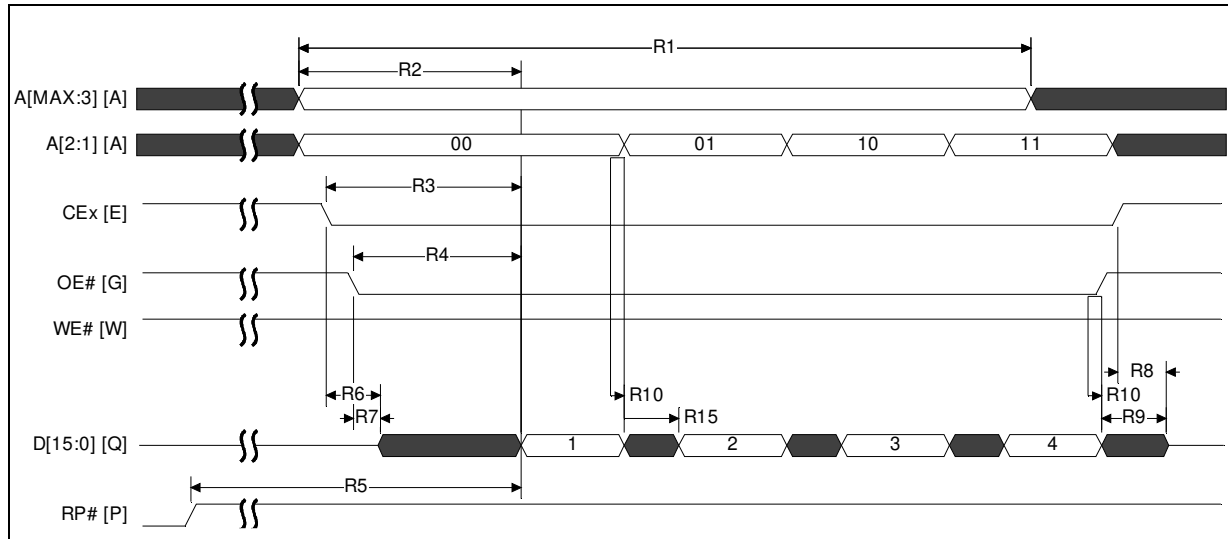 R1
R2
A[MAX:3] [A]
A[2:1] [A]
00
01
10
11
R3
CEx [E]
R4
OE# [G]
WE# [W]
R6
R7
R10
R15
R8
R10
R9
D[15:0] [Q]
1
2
3
4
R5
RP# [P]